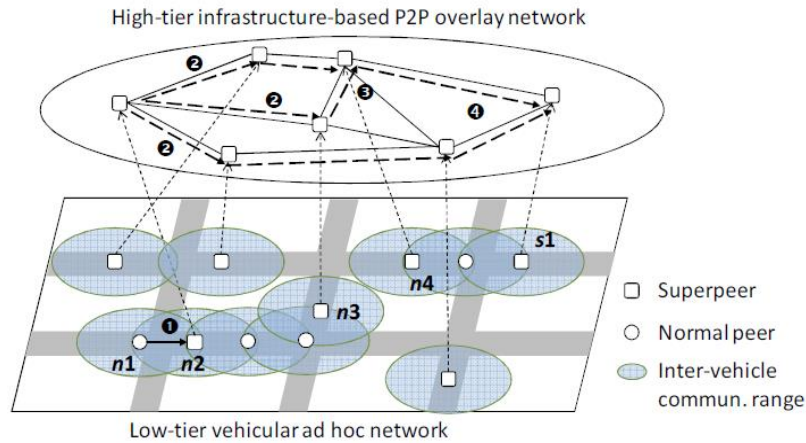 High-tier infrastructure-based P2P overlay network
❷
❷
❸
❹
❷
s1
n4
n3
❶
n1
n2
Superpeer
Normal peer
Inter-vehicle
commun. range
Low-tier vehicular ad hoc network